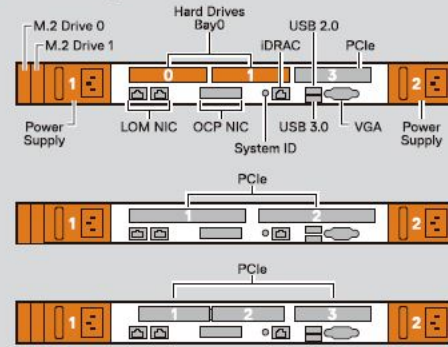 M.2 Drive 0
M.2 Drive 1
Hard Drives
Bay0
iDRAC
USB 2.0
PCIe
1
0
1
3
2
Power
Supply
LOM NIC
OCP NIC
System ID
USB 3.0
VGA
Power
Supply
PCIe
1
1
2
2
PCIe
1
1
2
3
2